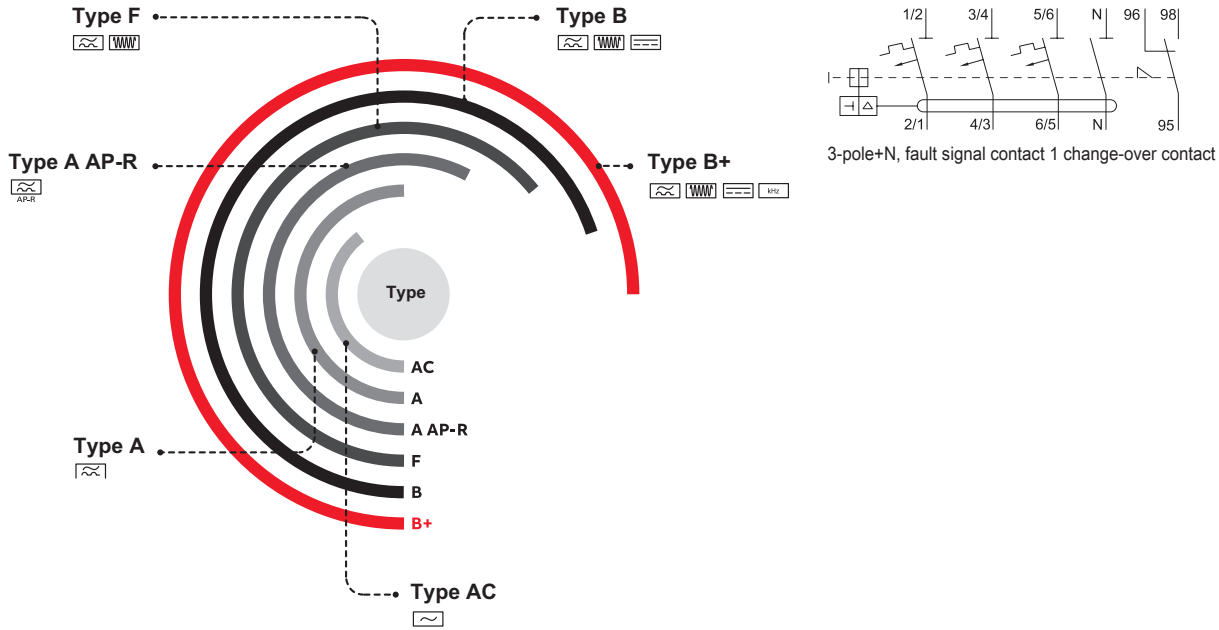 Type F
Type B
Type A AP-R
AP-R
Type B+
kHz
Type
AC
A
A AP-R
F
B
B+
Type A
Type AC
1/2 3/4 5/6 N 96 98
2/1 4/3 6/5 N 95
3-pole+N, fault signal contact 1 change-over contact